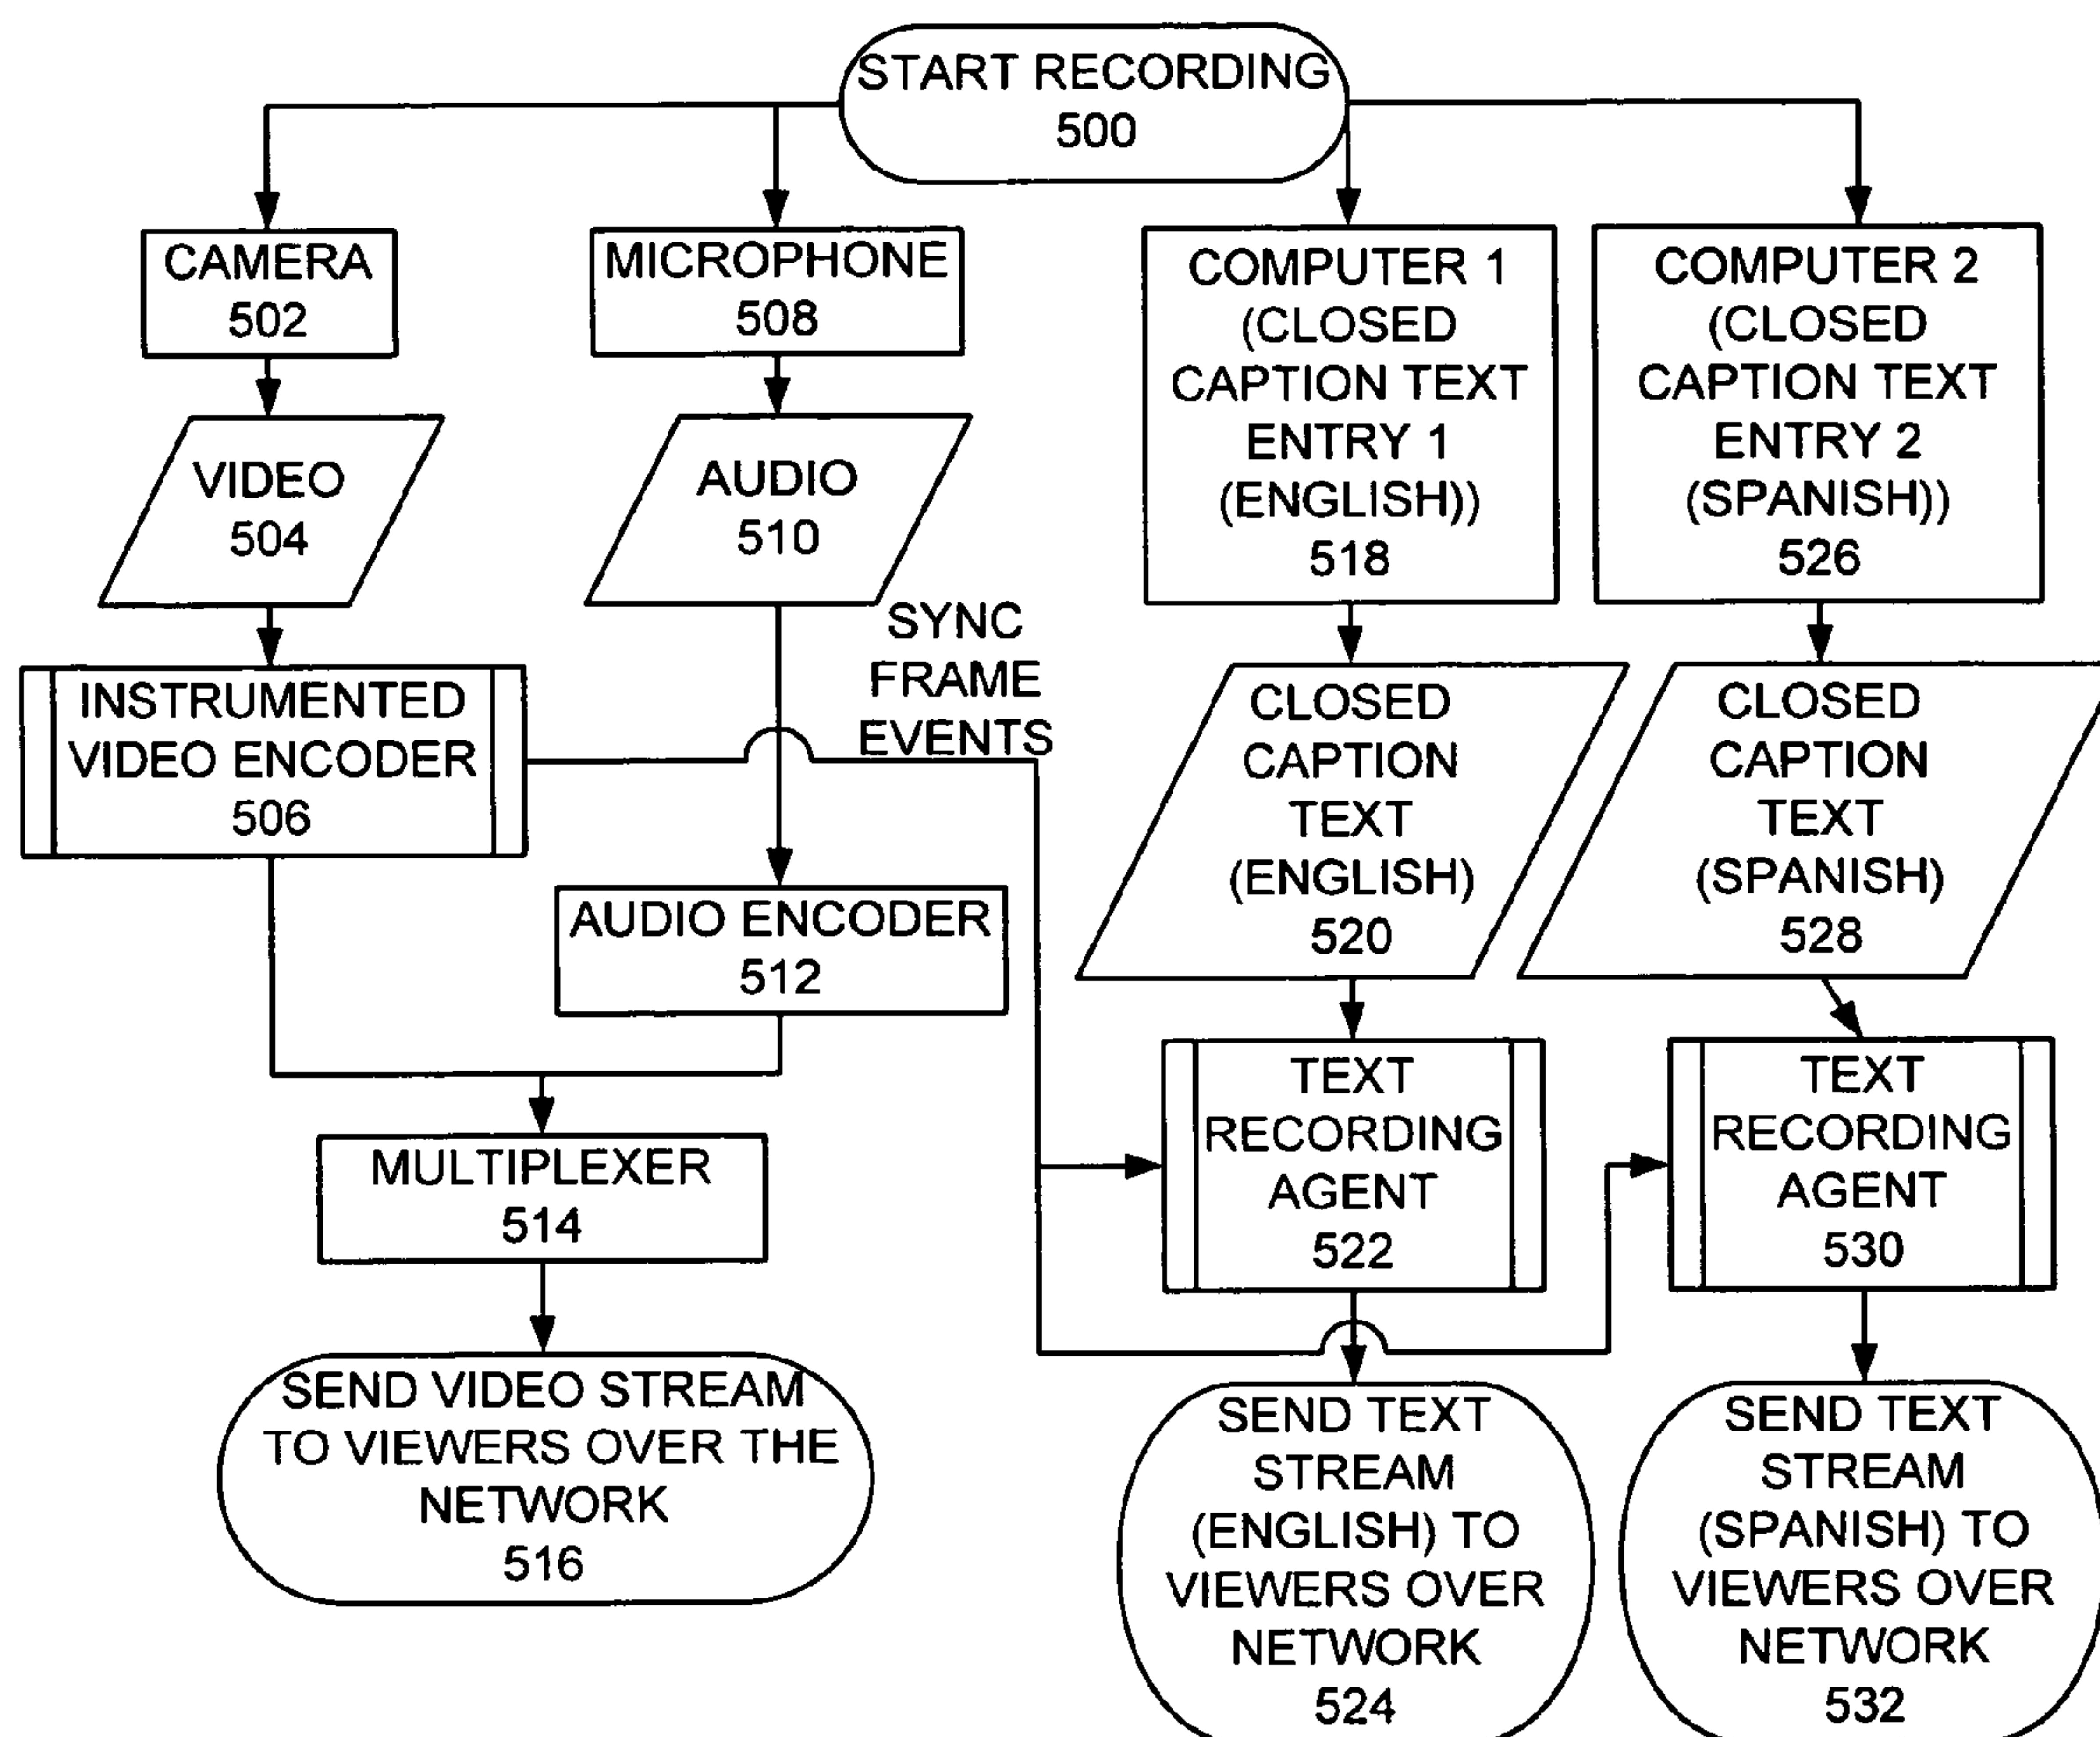 START RECORDING
500
CAMERA
502
MICROPHONE
508
COMPUTER 1
(CLOSED
CAPTION TEXT
ENTRY 1
(ENGLISH))
518
COMPUTER 2
(CLOSED
CAPTION TEXT
ENTRY 2
(SPANISH))
526
VIDEO
504
AUDIO
510
SYNC
FRAME
EVENTS
INSTRUMENTED
VIDEO ENCODER
506
CLOSED
CAPTION
TEXT
(ENGLISH)
520
CLOSED
CAPTION
TEXT
(SPANISH)
528
AUDIO ENCODER
512
TEXT
RECORDING
AGENT
522
TEXT
RECORDING
AGENT
530
MULTIPLEXER
514
SEND VIDEO STREAM
TO VIEWERS OVER THE
NETWORK
516
SEND TEXT
STREAM
(ENGLISH) TO
VIEWERS OVER
NETWORK
524
SEND TEXT
STREAM
(SPANISH) TO
VIEWERS OVER
NETWORK
532